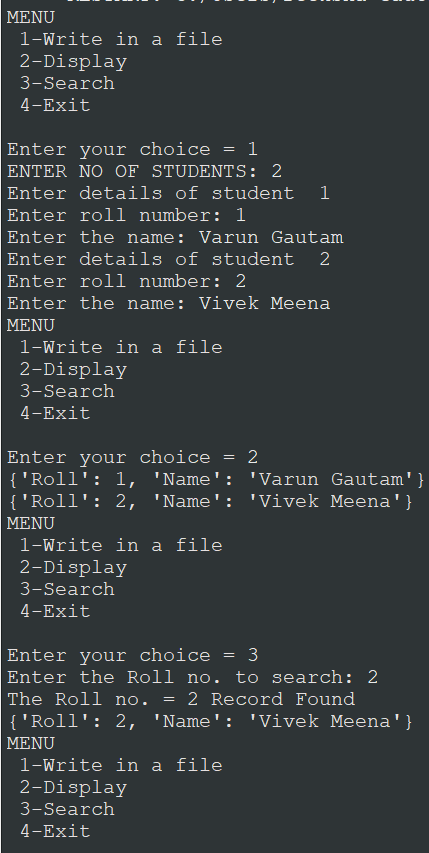 MENU
 1-Write in a file
 2-Display
 3-Search
 4-Exit

Enter your choice = 1
ENTER NO OF STUDENTS: 2
Enter details of student  1
Enter roll number: 1
Enter the name: Varun Gautam
Enter details of student  2
Enter roll number: 2
Enter the name: Vivek Meena
MENU
 1-Write in a file
 2-Display
 3-Search
 4-Exit

Enter your choice = 2
{'Roll': 1, 'Name': 'Varun Gautam'}
{'Roll': 2, 'Name': 'Vivek Meena'}
MENU
 1-Write in a file
 2-Display
 3-Search
 4-Exit

Enter your choice = 3
Enter the Roll no. to search: 2
The Roll no. = 2 Record Found
{'Roll': 2, 'Name': 'Vivek Meena'}
MENU
 1-Write in a file
 2-Display
 3-Search
 4-Exit